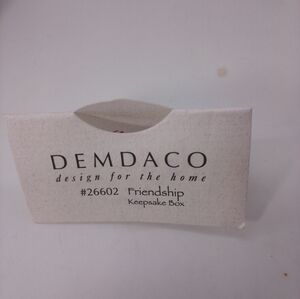 DEMDACO
design for the home
#26602 Friendship
Keepsake Box